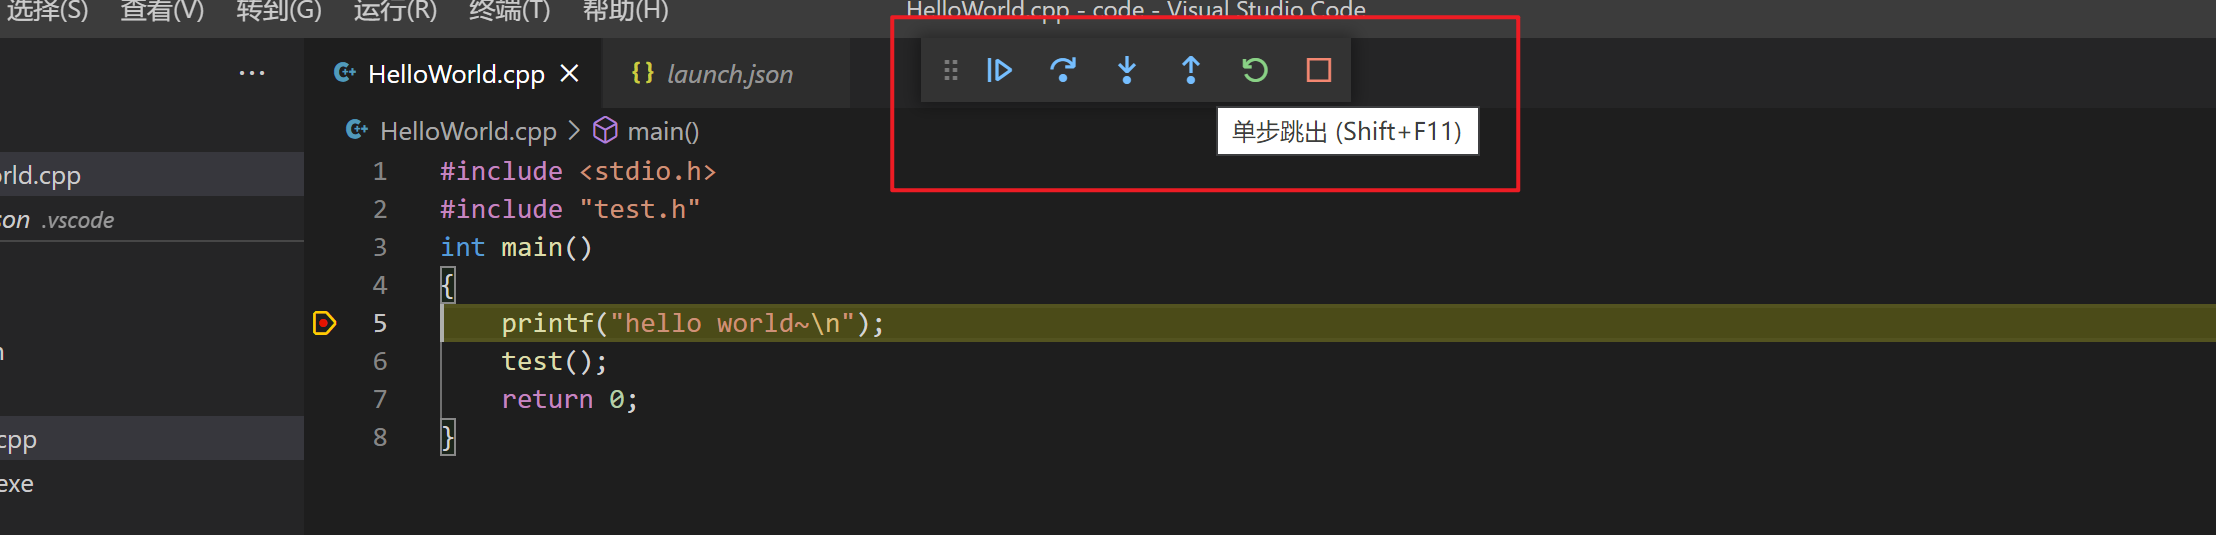 选择(S) 查看(V) 转到(G) 运行(R) 终端(T) 帮助(H) HelloWorld.cpp - code - Visual Studio Code
HelloWorld.cpp launch.json
HelloWorld.cpp > main()
单步跳出 (Shift+F11)
rld.cpp
son .vscode
cpp
exe
1 #include <stdio.h>
2 #include "test.h"
3 int main()
4 {
5 printf("hello world~\n");
6 test();
7 return 0;
8 }